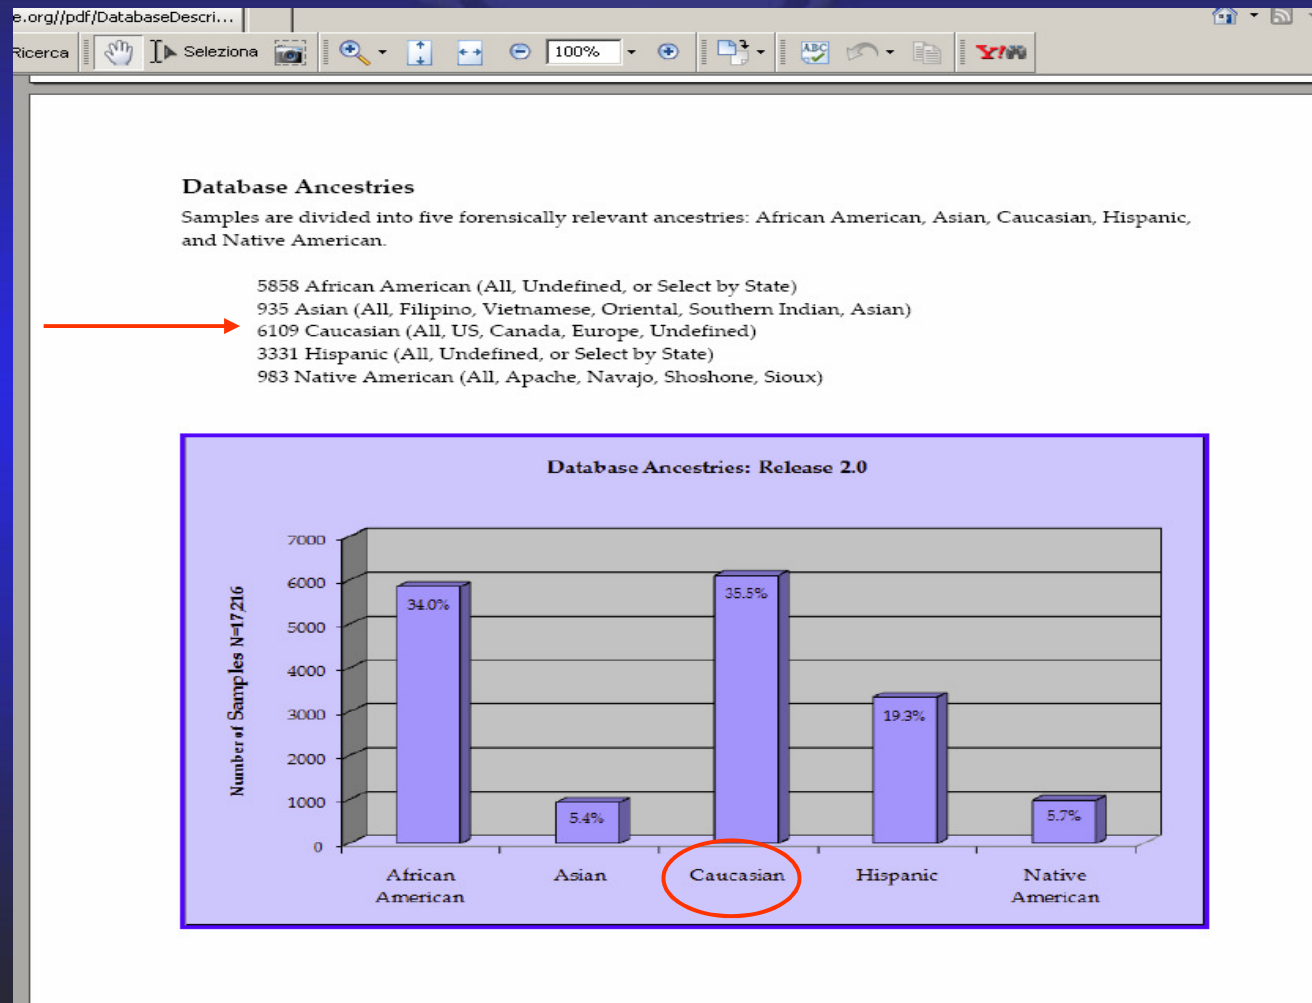 e.org//pdf/DatabaseDescri...
Ricerca
Seleziona
100%
ABC
Y!
Database Ancestries
Samples are divided into five forensically relevant ancestries: African American, Asian, Caucasian, Hispanic,
and Native American.
5858 African American (All, Undefined, or Select by State)
935 Asian (All, Filipino, Vietnamese, Oriental, Southern Indian, Asian)
6109 Caucasian (All, US, Canada, Europe, Undefined)
3331 Hispanic (All, Undefined, or Select by State)
983 Native American (All, Apache, Navajo, Shoshone, Sioux)
Database Ancestries: Release 2.0
Number of Samples N=17,216
7000
6000
5000
4000
3000
2000
1000
0
34.0%
5.4%
35.5%
19.3%
5.7%
African
American
Asian
Caucasian
Hispanic
Native
American